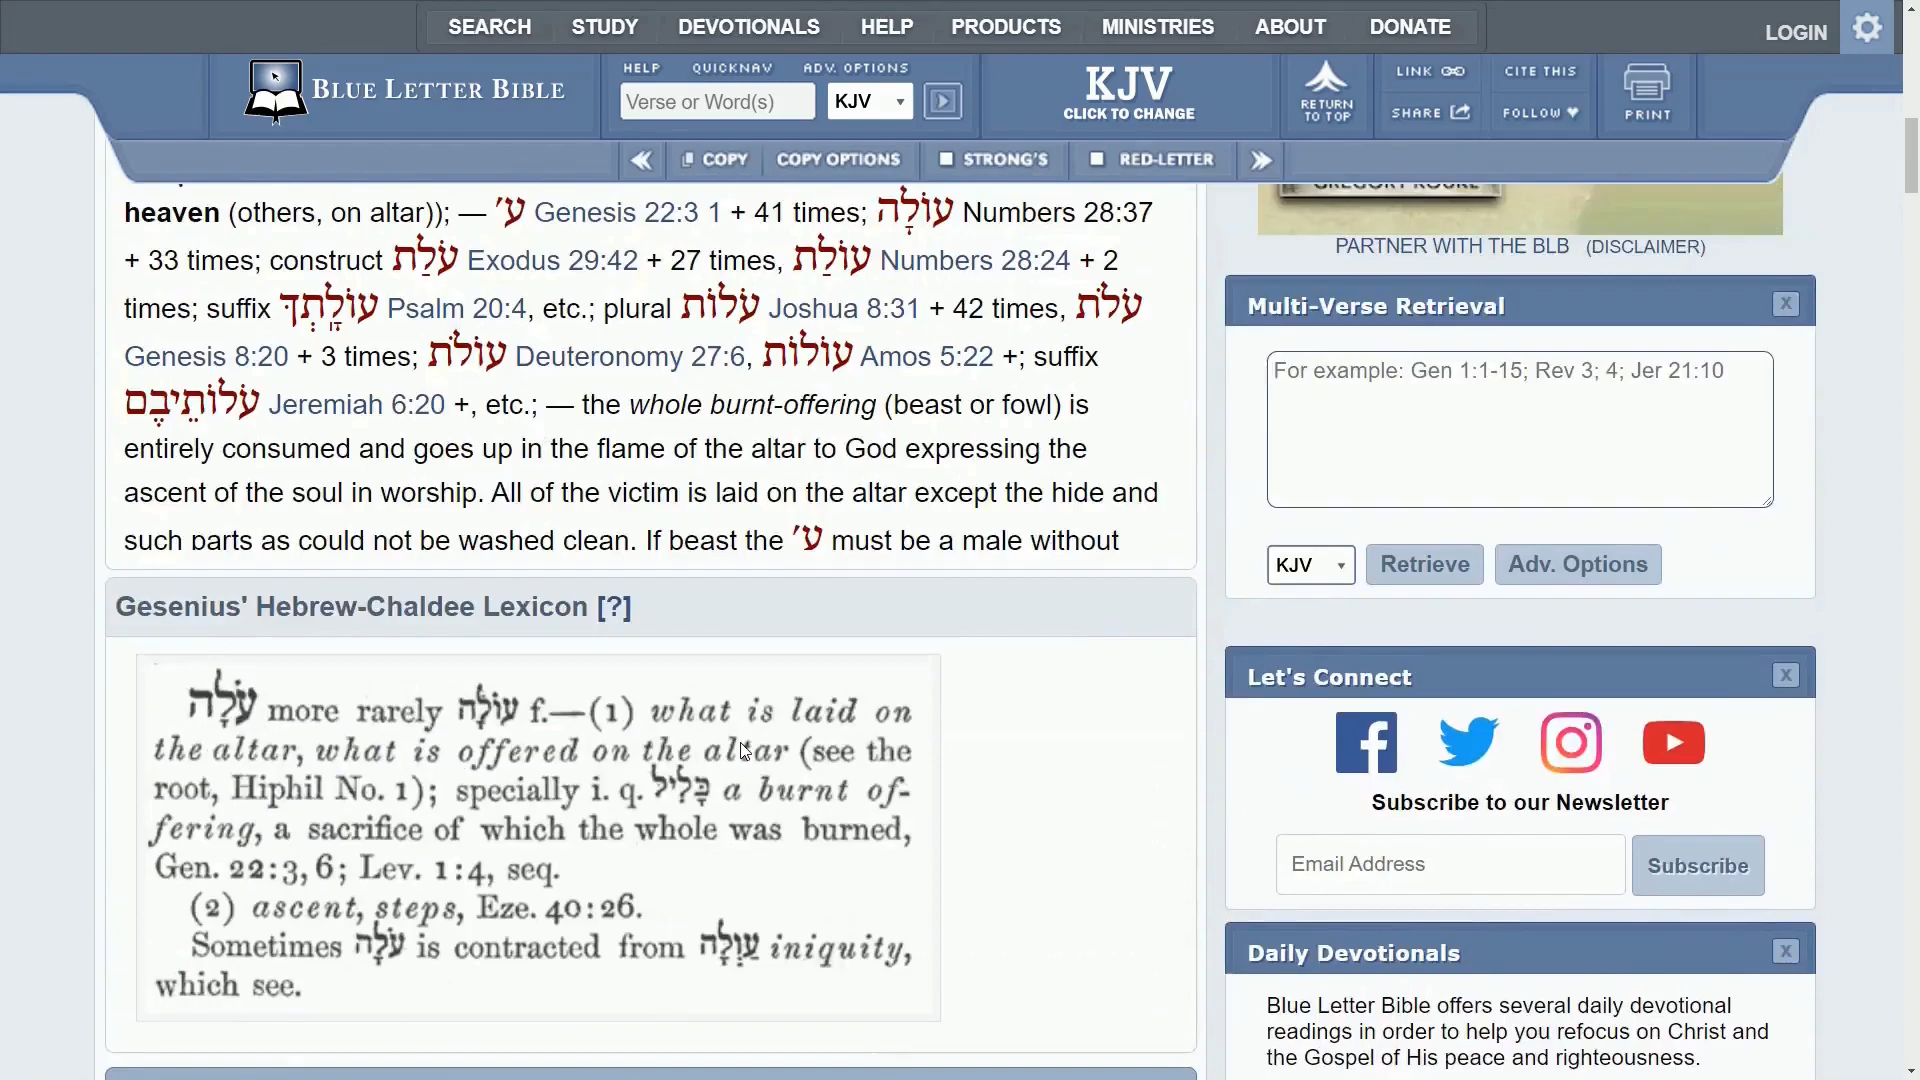 SEARCH STUDY DEVOTIONALS HELP PRODUCTS MINISTRIES ABOUT DONATE
LOGIN
BLUE LETTER BIBLE
HELP QUICKNAV ADV. OPTIONS
Verse or Word(s) KJV
KJV
CLICK TO CHANGE
RETURN
TO TOP
LINK CITE THIS
SHARE FOLLOW
PRINT
COPY COPY OPTIONS STRONG'S RED-LETTER
heaven (others, on altar)); — ע׳ Genesis 22:3 1 + 41 times; עוֹלָה Numbers 28:37
+ 33 times; construct עֹלַת Exodus 29:42 + 27 times, עוֹלַת Numbers 28:24 + 2
times; suffix עוֹלָתְךָ Psalm 20:4, etc.; plural עֹלוֹת Joshua 8:31 + 42 times, עֹלֹת
Genesis 8:20 + 3 times; עוֹלֹת Deuteronomy 27:6, עוֹלוֹת Amos 5:22 +; suffix
עֹלוֹתֵיבֶם Jeremiah 6:20 +, etc.; — the whole burnt-offering (beast or fowl) is
entirely consumed and goes up in the flame of the altar to God expressing the
ascent of the soul in worship. All of the victim is laid on the altar except the hide and
such parts as could not be washed clean. If beast the ע׳ must be a male without
Gesenius' Hebrew-Chaldee Lexicon [?]
עֹלָה more rarely עוֹלָה f.—(1) what is laid on
the altar, what is offered on the altar (see the
root, Hiphil No. 1); specially i. q. כָּלִיל a burnt of-
fering, a sacrifice of which the whole was burned,
Gen. 22:3, 6; Lev. 1:4, seq.
(2) ascent, steps, Eze. 40:26.
Sometimes עֹלָה is contracted from עַוְלָה iniquity,
which see.
PARTNER WITH THE BLB (DISCLAIMER)
Multi-Verse Retrieval X
For example: Gen 1:1-15; Rev 3; 4; Jer 21:10
KJV Retrieve Adv. Options
Let's Connect X
Subscribe to our Newsletter
Email Address Subscribe
Daily Devotionals X
Blue Letter Bible offers several daily devotional
readings in order to help you refocus on Christ and
the Gospel of His peace and righteousness.